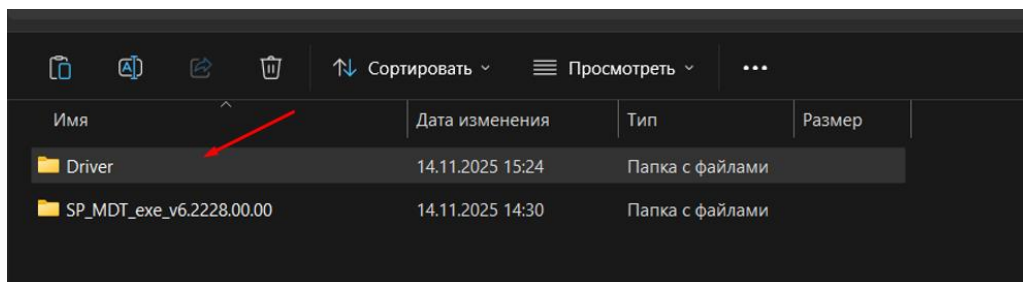 Сортировать Просмотреть
Имя Дата изменения Тип Размер
Driver 14.11.2025 15:24 Папка с файлами
SP_MDT_exe_v6.2228.00.00 14.11.2025 14:30 Папка с файлами